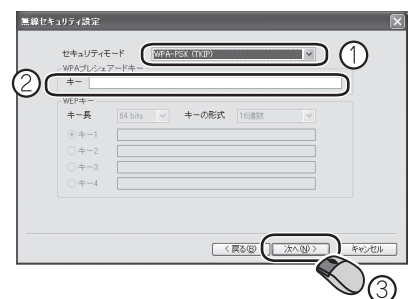 無線セキュリティ設定
セキュリティモード WPA-PSK (TKIP) ①
WPAプレシェアードキー
② キー
WEPキー
キー長 64 bits キーの形式 16進数
キー1
キー2
キー3
キー4
< 戻る(B) 次へ(N) > キャンセル
③